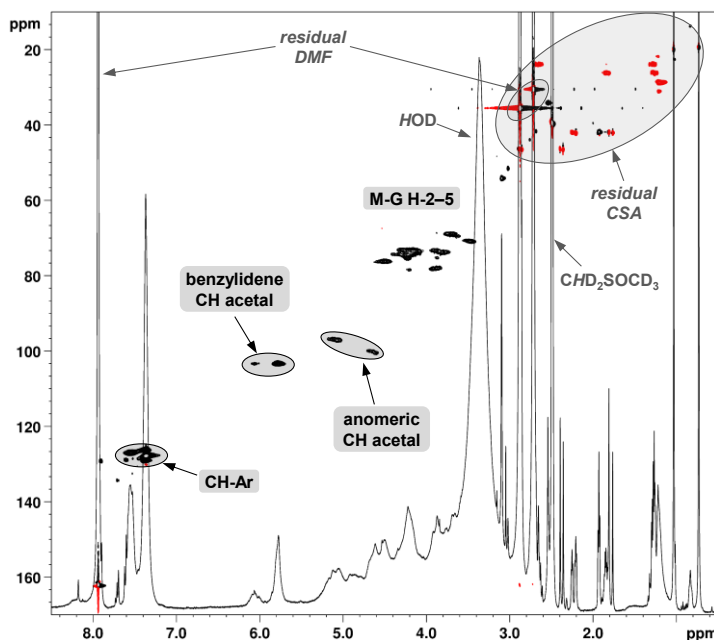 ppm
20
40
60
80
100
120
140
160
residual
DMF
HOD
M-G H-2–5
residual
CSA
CHD₂SOCD₃
benzylidene
CH acetal
anomeric
CH acetal
CH-Ar
8.0
7.0
6.0
5.0
4.0
3.0
2.0
1.0
ppm